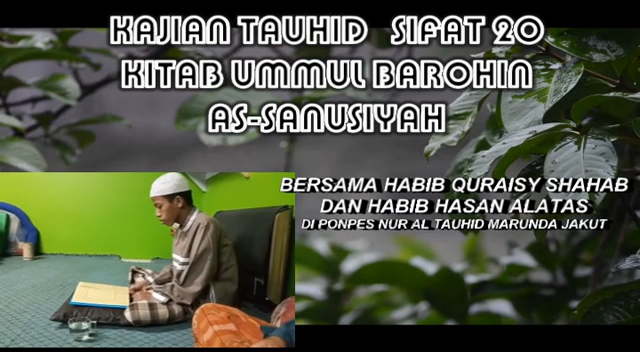 KAJIAN TAUHID SIFAT 20
KITAB UMMUL BAROHIN
AS-SANUSIYAH
BERSAMA HABIB QURAISY SHAHAB
DAN HABIB HASAN ALATAS
DI PONPES NUR AL TAUHID MARUNDA JAKUT